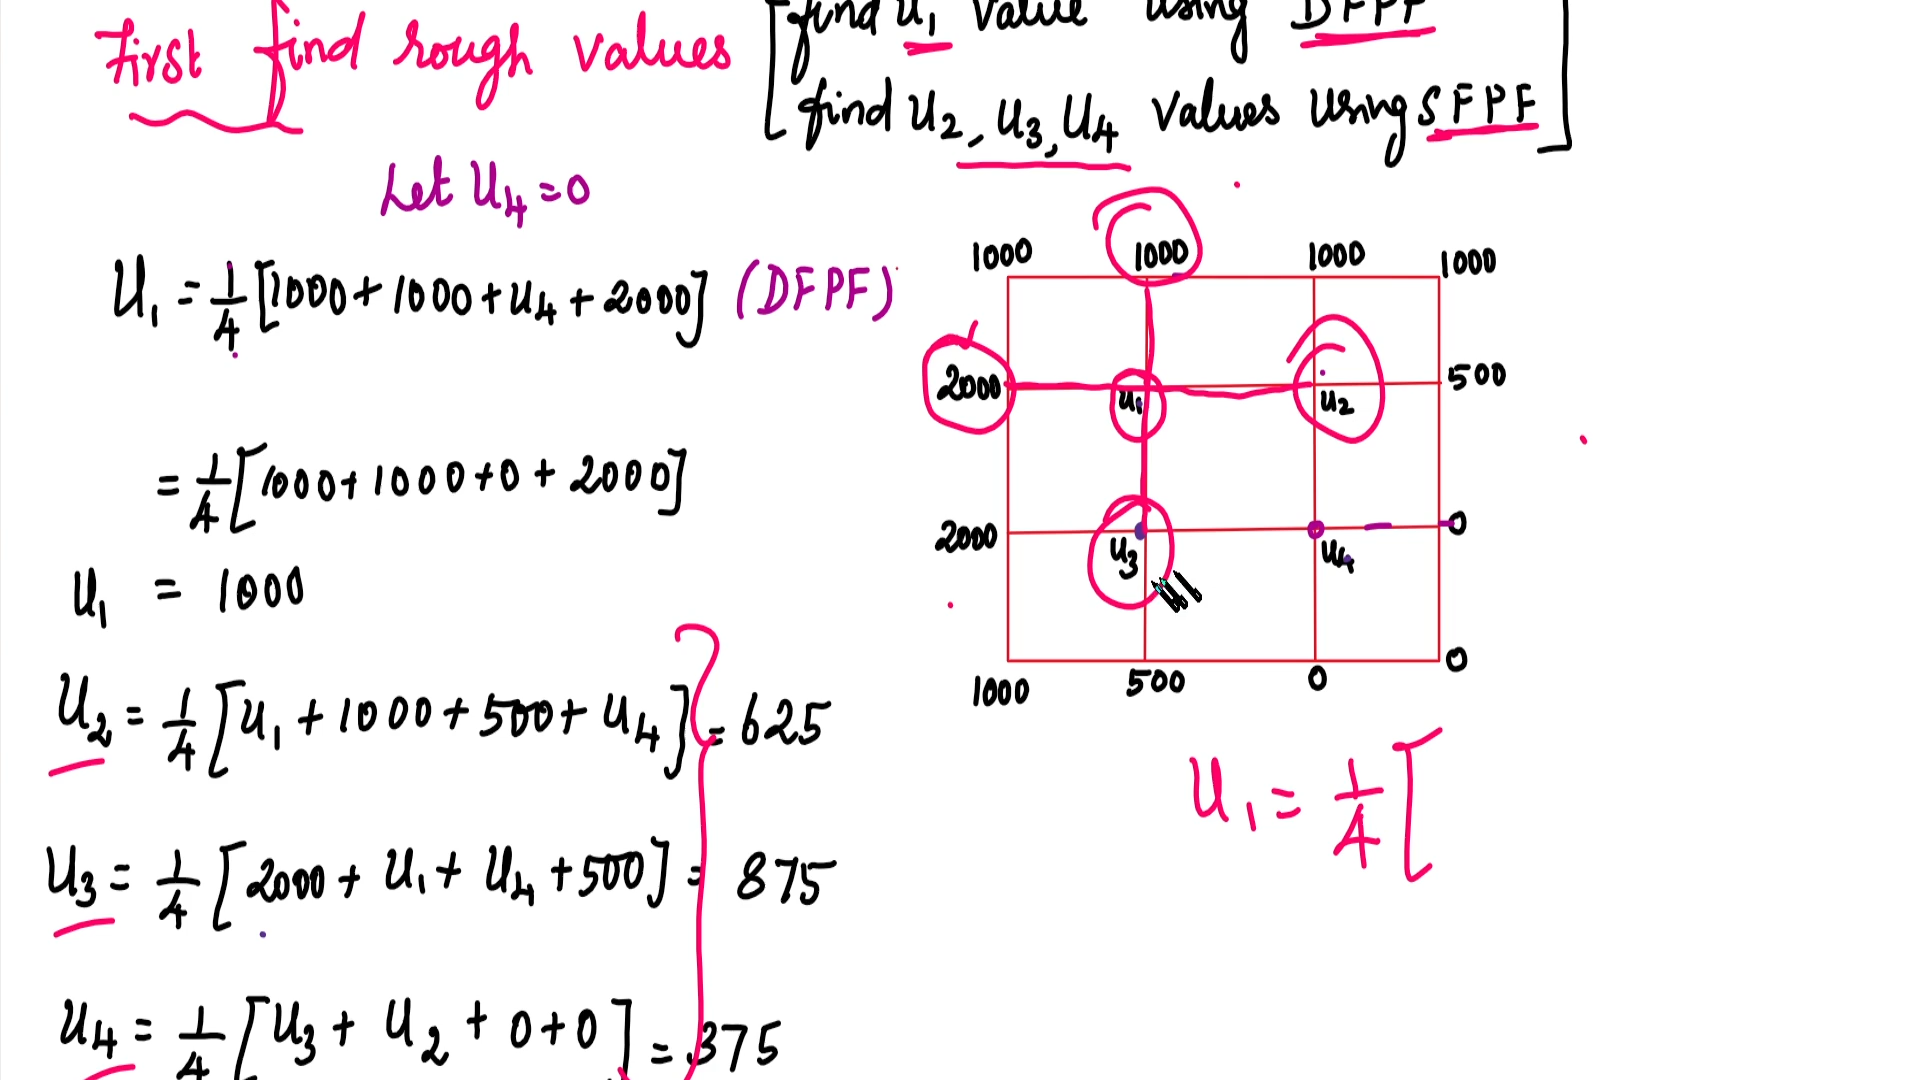 First find rough values [find u₁ value using DFPF
find u₂, u₃, u₄ values using SFPF]
Let u₄ = 0
u₁ = 1/4 [1000 + 1000 + u₄ + 2000] (DFPF)
= 1/4 [1000 + 1000 + 0 + 2000]
u₁ = 1000
u₂ = 1/4 [u₁ + 1000 + 500 + u₄] = 625
u₃ = 1/4 [2000 + u₁ + u₄ + 500] = 875
u₄ = 1/4 [u₃ + u₂ + 0 + 0] = 375
1000 1000 1000 1000
2000 u₁ u₂ 500
2000 u₃ u₄ 0
1000 500 0 0
u₁ = 1/4 [